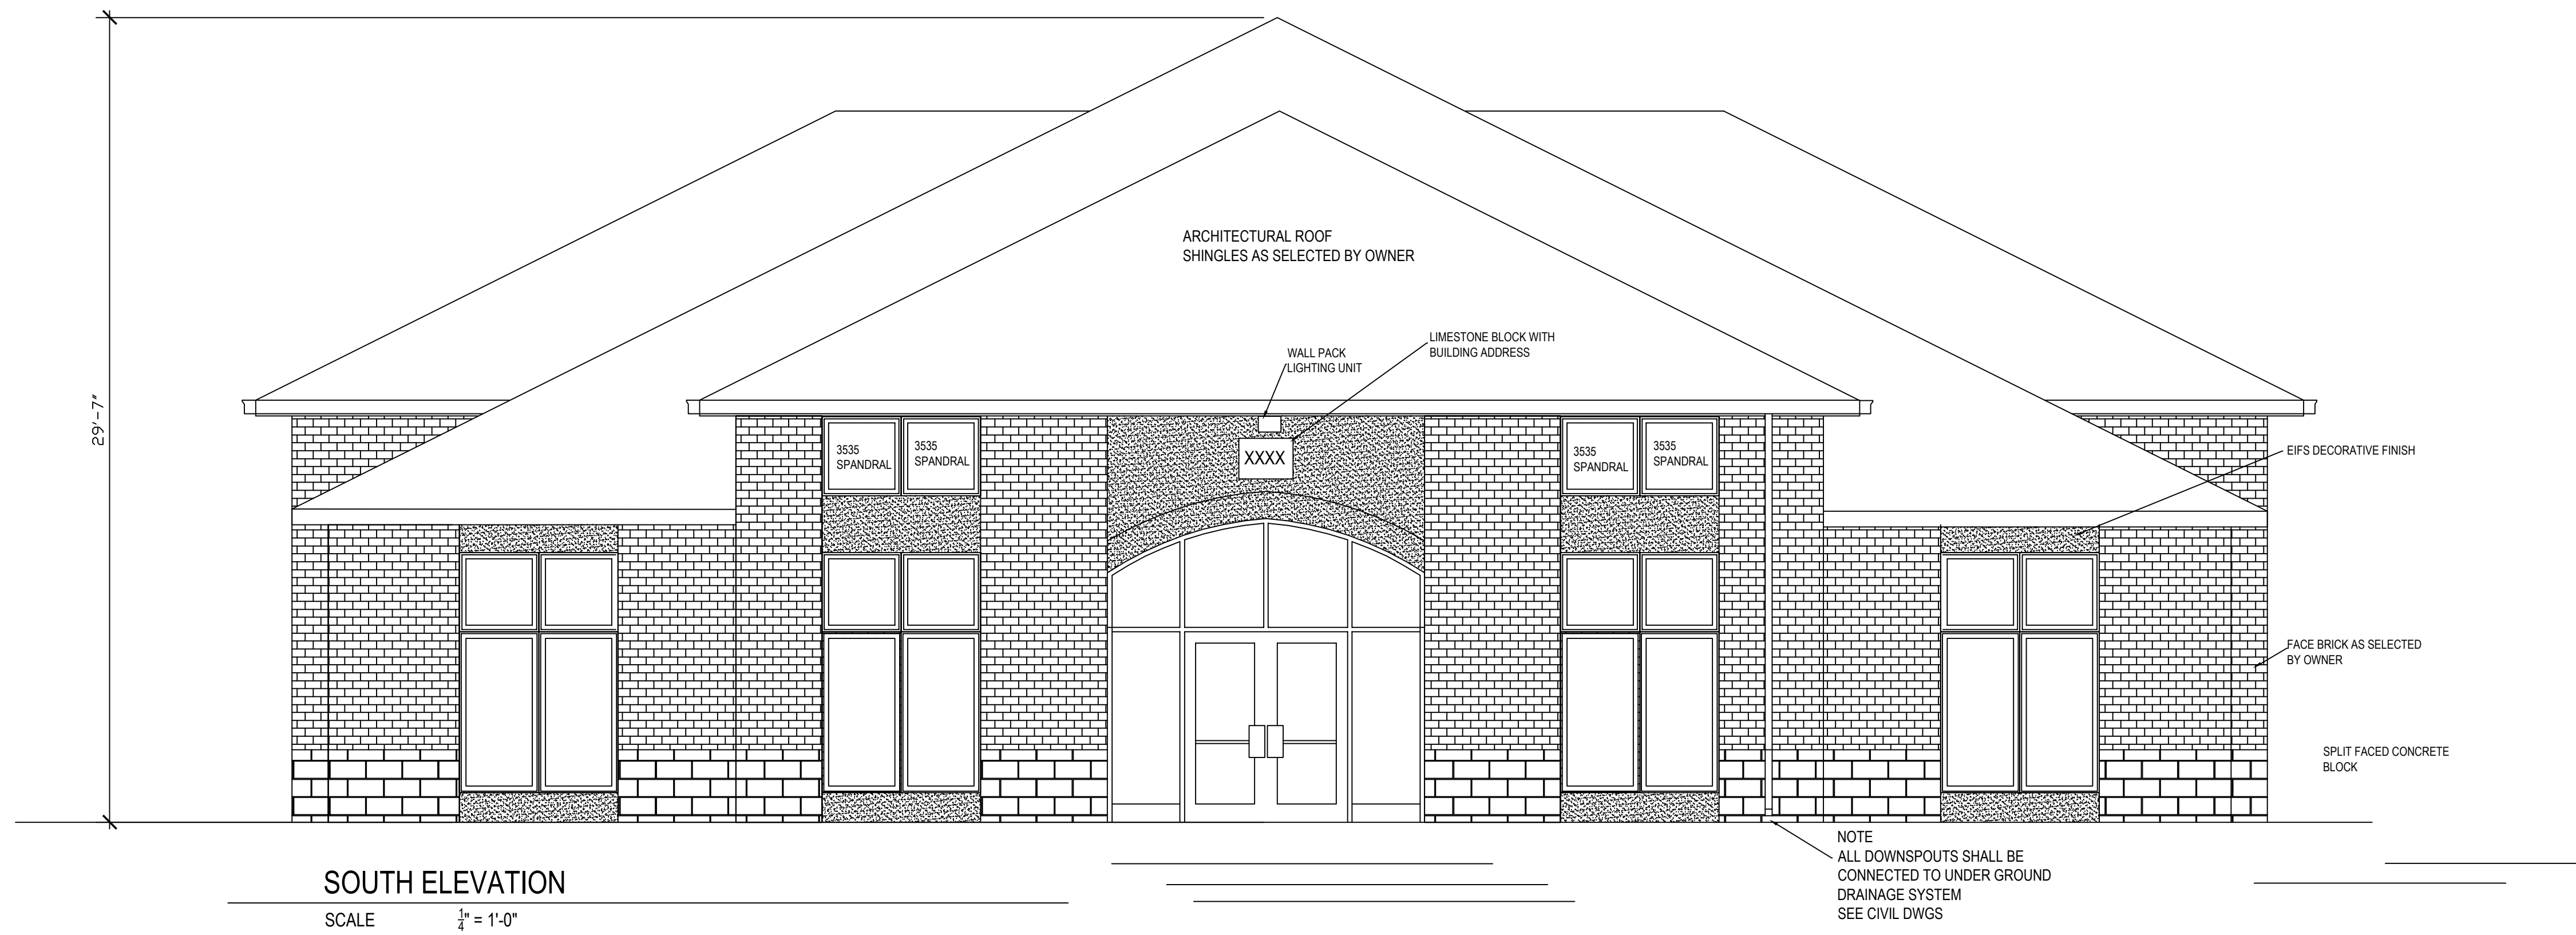 29'-7"
ARCHITECTURAL ROOF
SHINGLES AS SELECTED BY OWNER
LIMESTONE BLOCK WITH
BUILDING ADDRESS
WALL PACK
LIGHTING UNIT
3535
SPANDRAL
3535
SPANDRAL
XXXX
3535
SPANDRAL
3535
SPANDRAL
EIFS DECORATIVE FINISH
FACE BRICK AS SELECTED
BY OWNER
SPLIT FACED CONCRETE
BLOCK
NOTE
ALL DOWNSPOUTS SHALL BE
CONNECTED TO UNDER GROUND
DRAINAGE SYSTEM
SEE CIVIL DWGS
SOUTH ELEVATION
SCALE 1/4" = 1'-0"